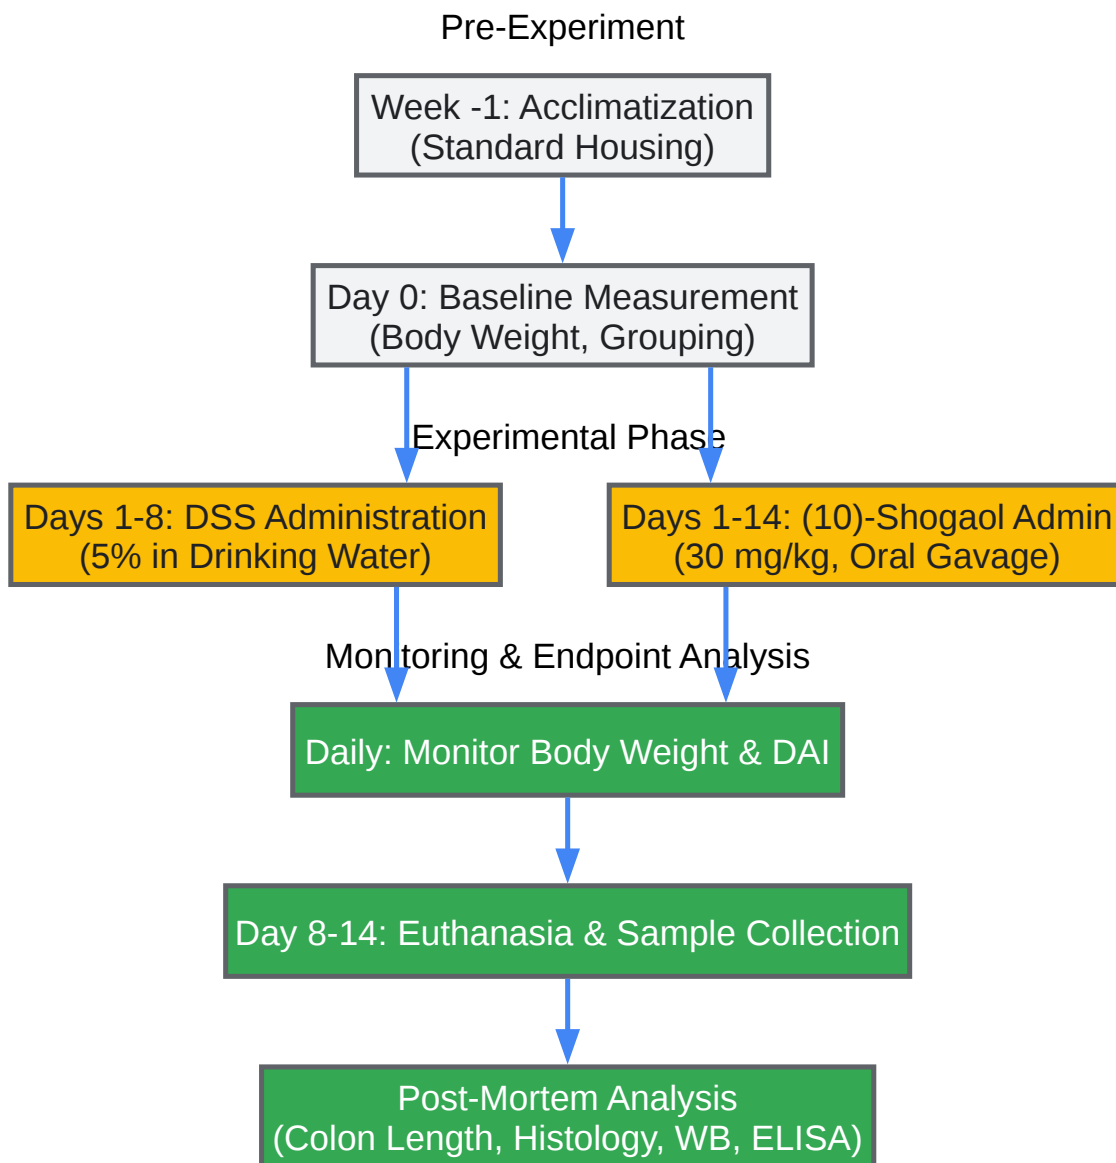 Pre-Experiment
Week -1: Acclimatization
(Standard Housing)
Day 0: Baseline Measurement
(Body Weight, Grouping)
Experimental Phase
Days 1-8: DSS Administration
(5% in Drinking Water)
Days 1-14: (10)-Shogaol Admin
(30 mg/kg, Oral Gavage)
Monitoring & Endpoint Analysis
Daily: Monitor Body Weight & DAI
Day 8-14: Euthanasia & Sample Collection
Post-Mortem Analysis
(Colon Length, Histology, WB, ELISA)